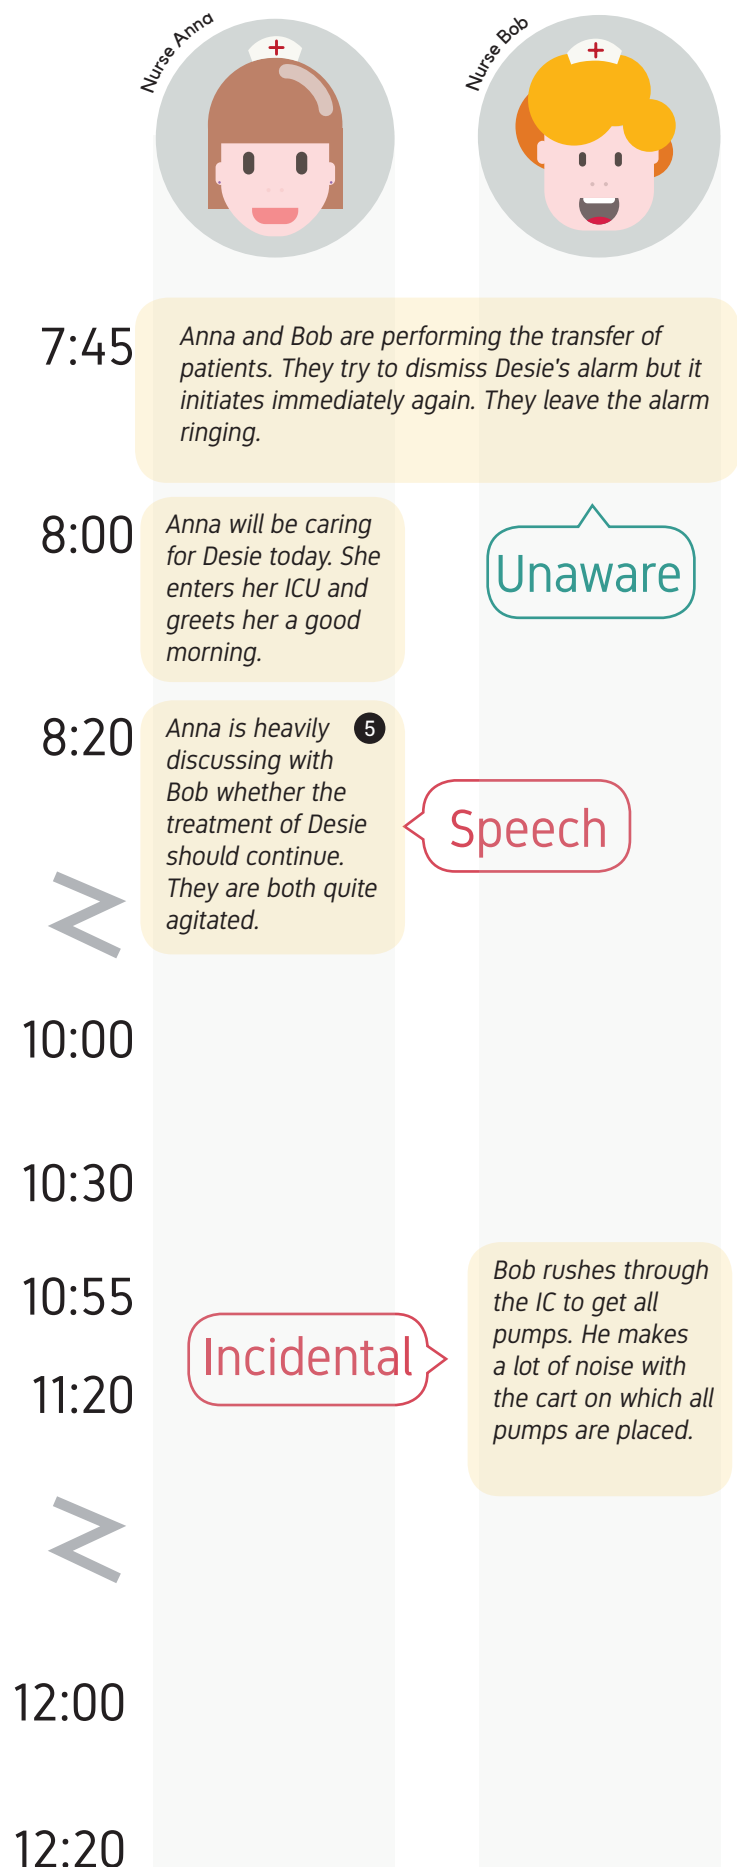 Nurse Anna
Nurse Bob
7:45
Anna and Bob are performing the transfer of
patients. They try to dismiss Desie's alarm but it
initiates immediately again. They leave the alarm
ringing.
8:00
Anna will be caring
for Desie today. She
enters her ICU and
greets her a good
morning.
Unaware
8:20
Anna is heavily 5
discussing with
Bob whether the
treatment of Desie
should continue.
They are both quite
agitated.
Speech
10:00
10:30
10:55
Bob rushes through
the IC to get all
pumps. He makes
a lot of noise with
the cart on which all
pumps are placed.
Incidental
11:20
12:00
12:20